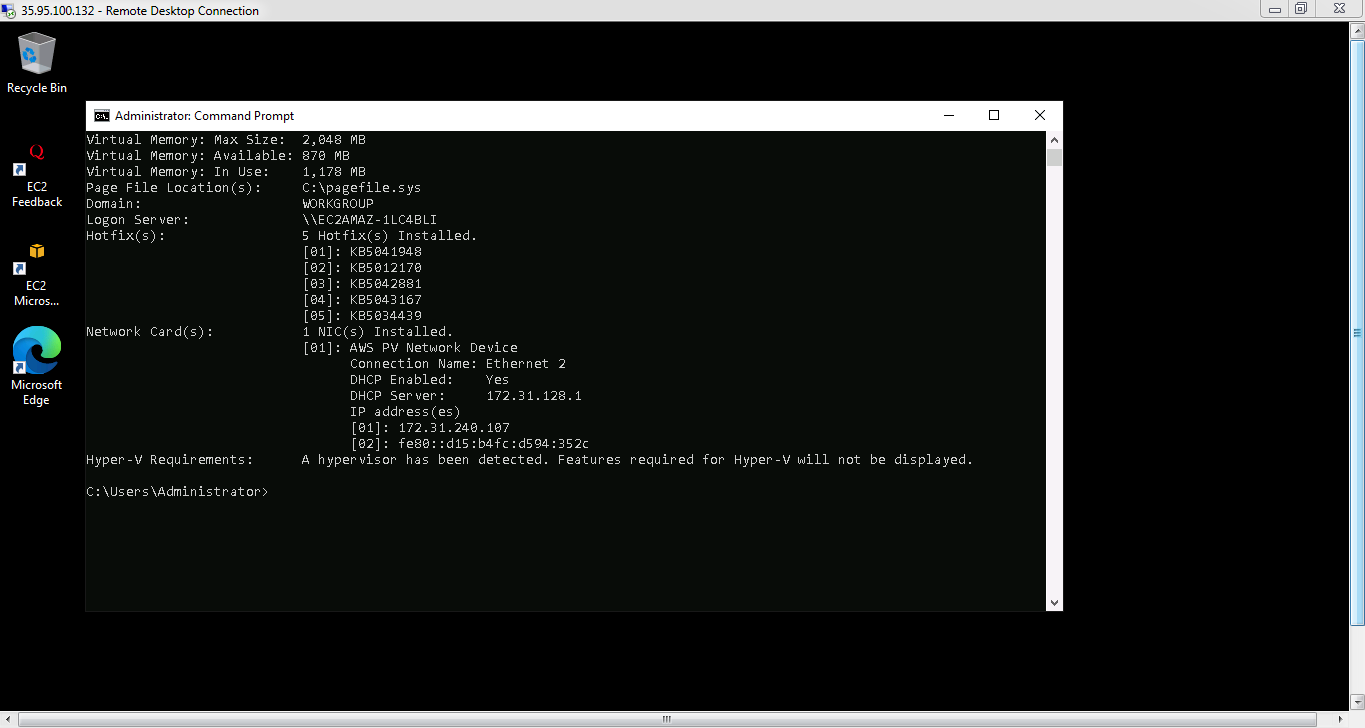 35.95.100.132 - Remote Desktop Connection
Recycle Bin
EC2
Feedback
EC2
Micros...
Microsoft
Edge
Administrator: Command Prompt
Virtual Memory: Max Size:  2,048 MB
Virtual Memory: Available: 870 MB
Virtual Memory: In Use:    1,178 MB
Page File Location(s):     C:\pagefile.sys
Domain:                    WORKGROUP
Logon Server:              \\EC2AMAZ-1LC4BLI
Hotfix(s):                 5 Hotfix(s) Installed.
                           [01]: KB5041948
                           [02]: KB5012170
                           [03]: KB5042881
                           [04]: KB5043167
                           [05]: KB5034439
Network Card(s):           1 NIC(s) Installed.
                           [01]: AWS PV Network Device
                                 Connection Name: Ethernet 2
                                 DHCP Enabled:    Yes
                                 DHCP Server:     172.31.128.1
                                 IP address(es)
                                 [01]: 172.31.240.107
                                 [02]: fe80::d15:b4fc:d594:352c
Hyper-V Requirements:      A hypervisor has been detected. Features required for Hyper-V will not be displayed.
C:\Users\Administrator>